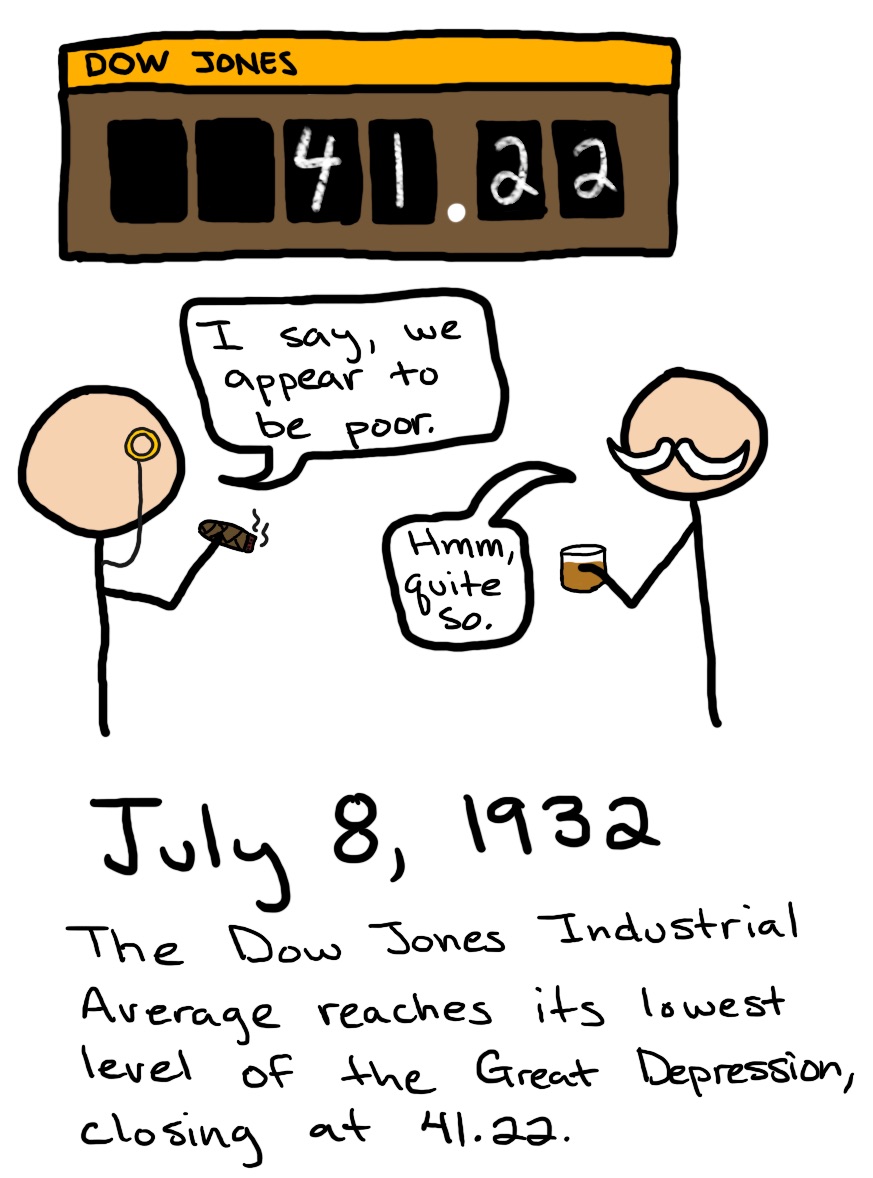 DOW JONES
41.22
I say, we
appear to
be poor.
Hmm,
quite
so.
July 8, 1932
The Dow Jones Industrial
Average reaches its lowest
level of the Great Depression,
closing at 41.22.